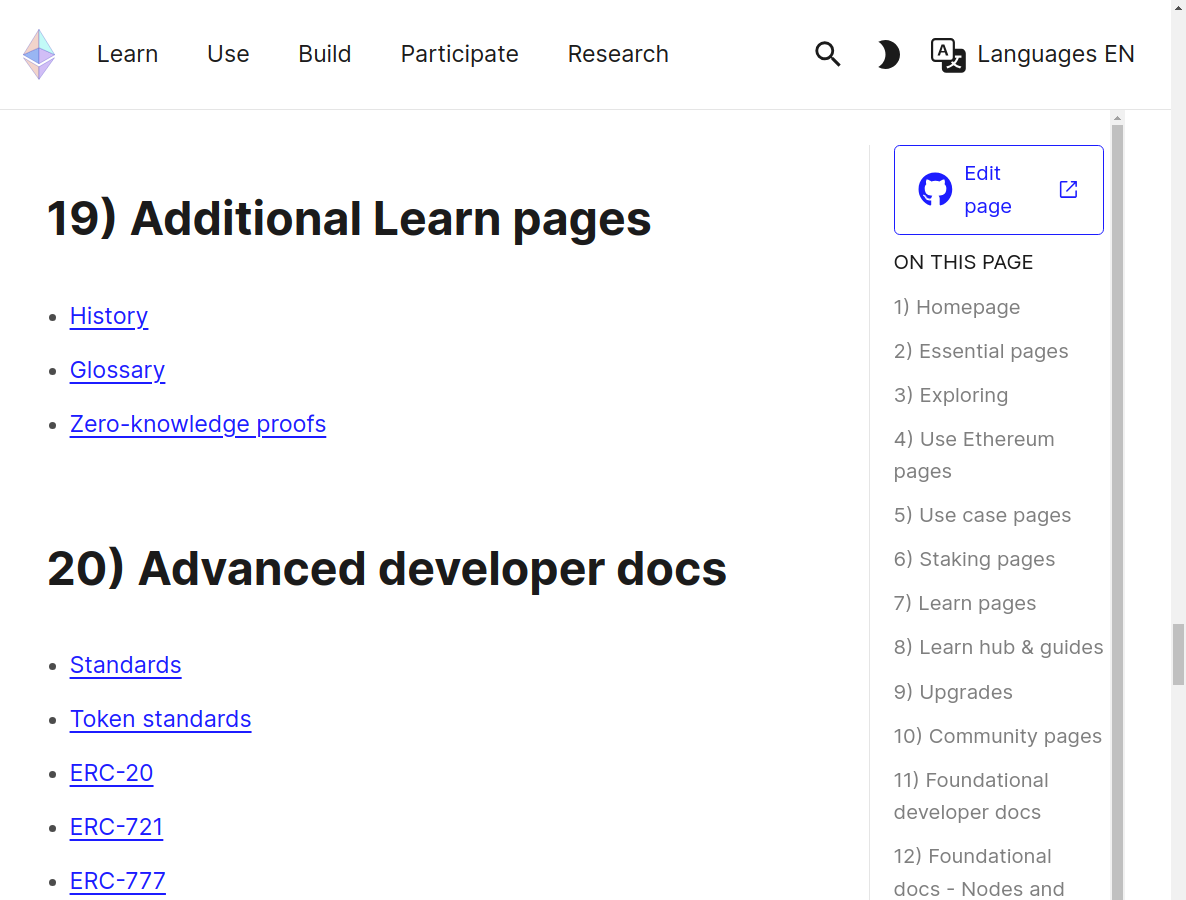 Learn Use Build Participate Research Languages EN
19) Additional Learn pages
History
Glossary
Zero-knowledge proofs
20) Advanced developer docs
Standards
Token standards
ERC-20
ERC-721
ERC-777
Edit
page
ON THIS PAGE
1) Homepage
2) Essential pages
3) Exploring
4) Use Ethereum
pages
5) Use case pages
6) Staking pages
7) Learn pages
8) Learn hub & guides
9) Upgrades
10) Community pages
11) Foundational
developer docs
12) Foundational
docs - Nodes and